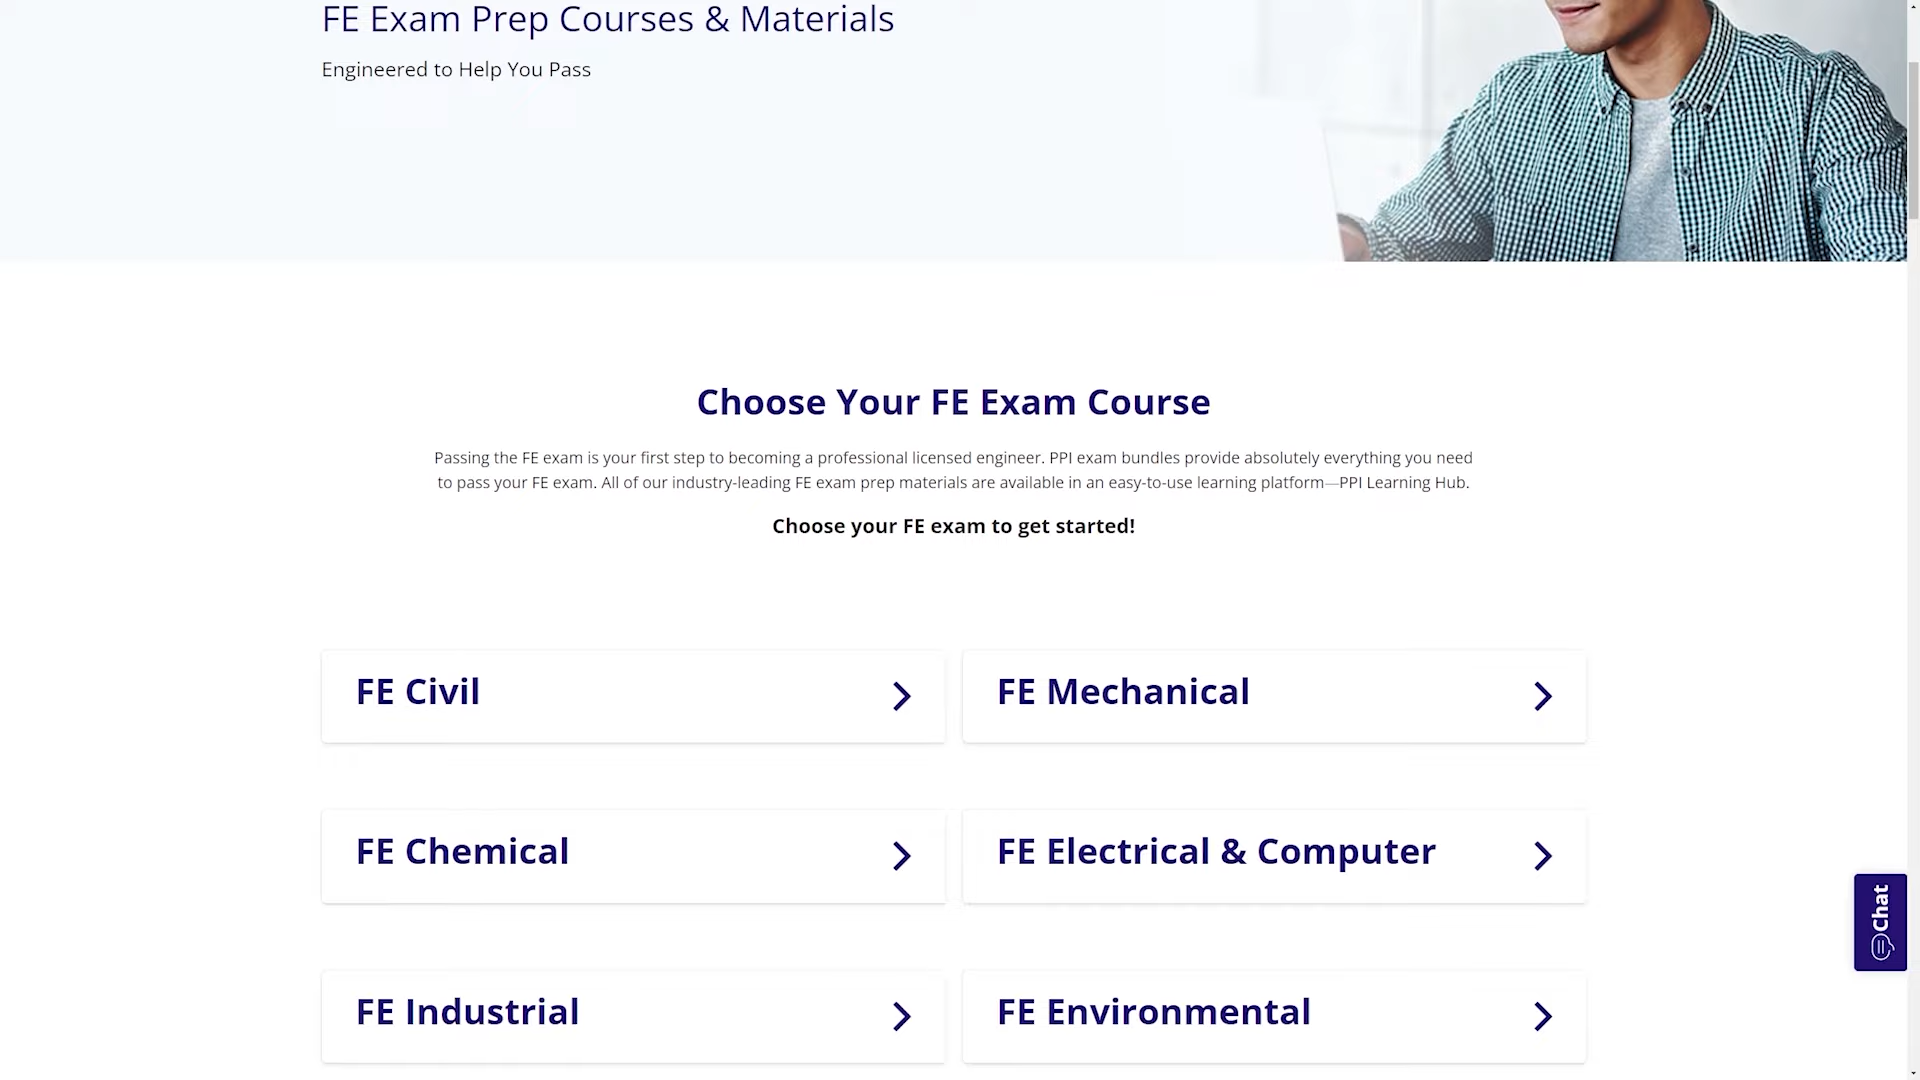 FE Exam Prep Courses & Materials
Engineered to Help You Pass
Choose Your FE Exam Course
Passing the FE exam is your first step to becoming a professional licensed engineer. PPI exam bundles provide absolutely everything you need
to pass your FE exam. All of our industry-leading FE exam prep materials are available in an easy-to-use learning platform—PPI Learning Hub.
Choose your FE exam to get started!
FE Civil
FE Mechanical
FE Chemical
FE Electrical & Computer
Chat
FE Industrial
FE Environmental